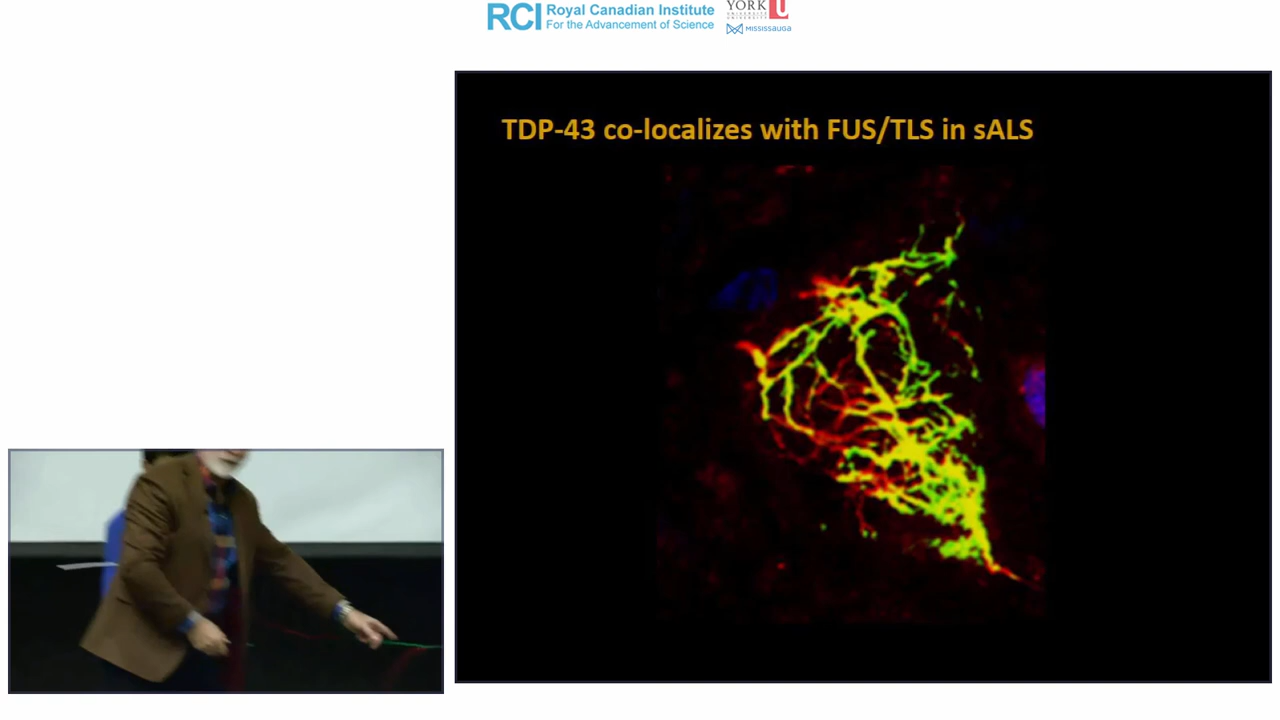 RCI Royal Canadian Institute
For the Advancement of Science
YORK U
UNIVERSITÉ
UNIVERSITY
MISSISSAUGA
TDP-43 co-localizes with FUS/TLS in sALS